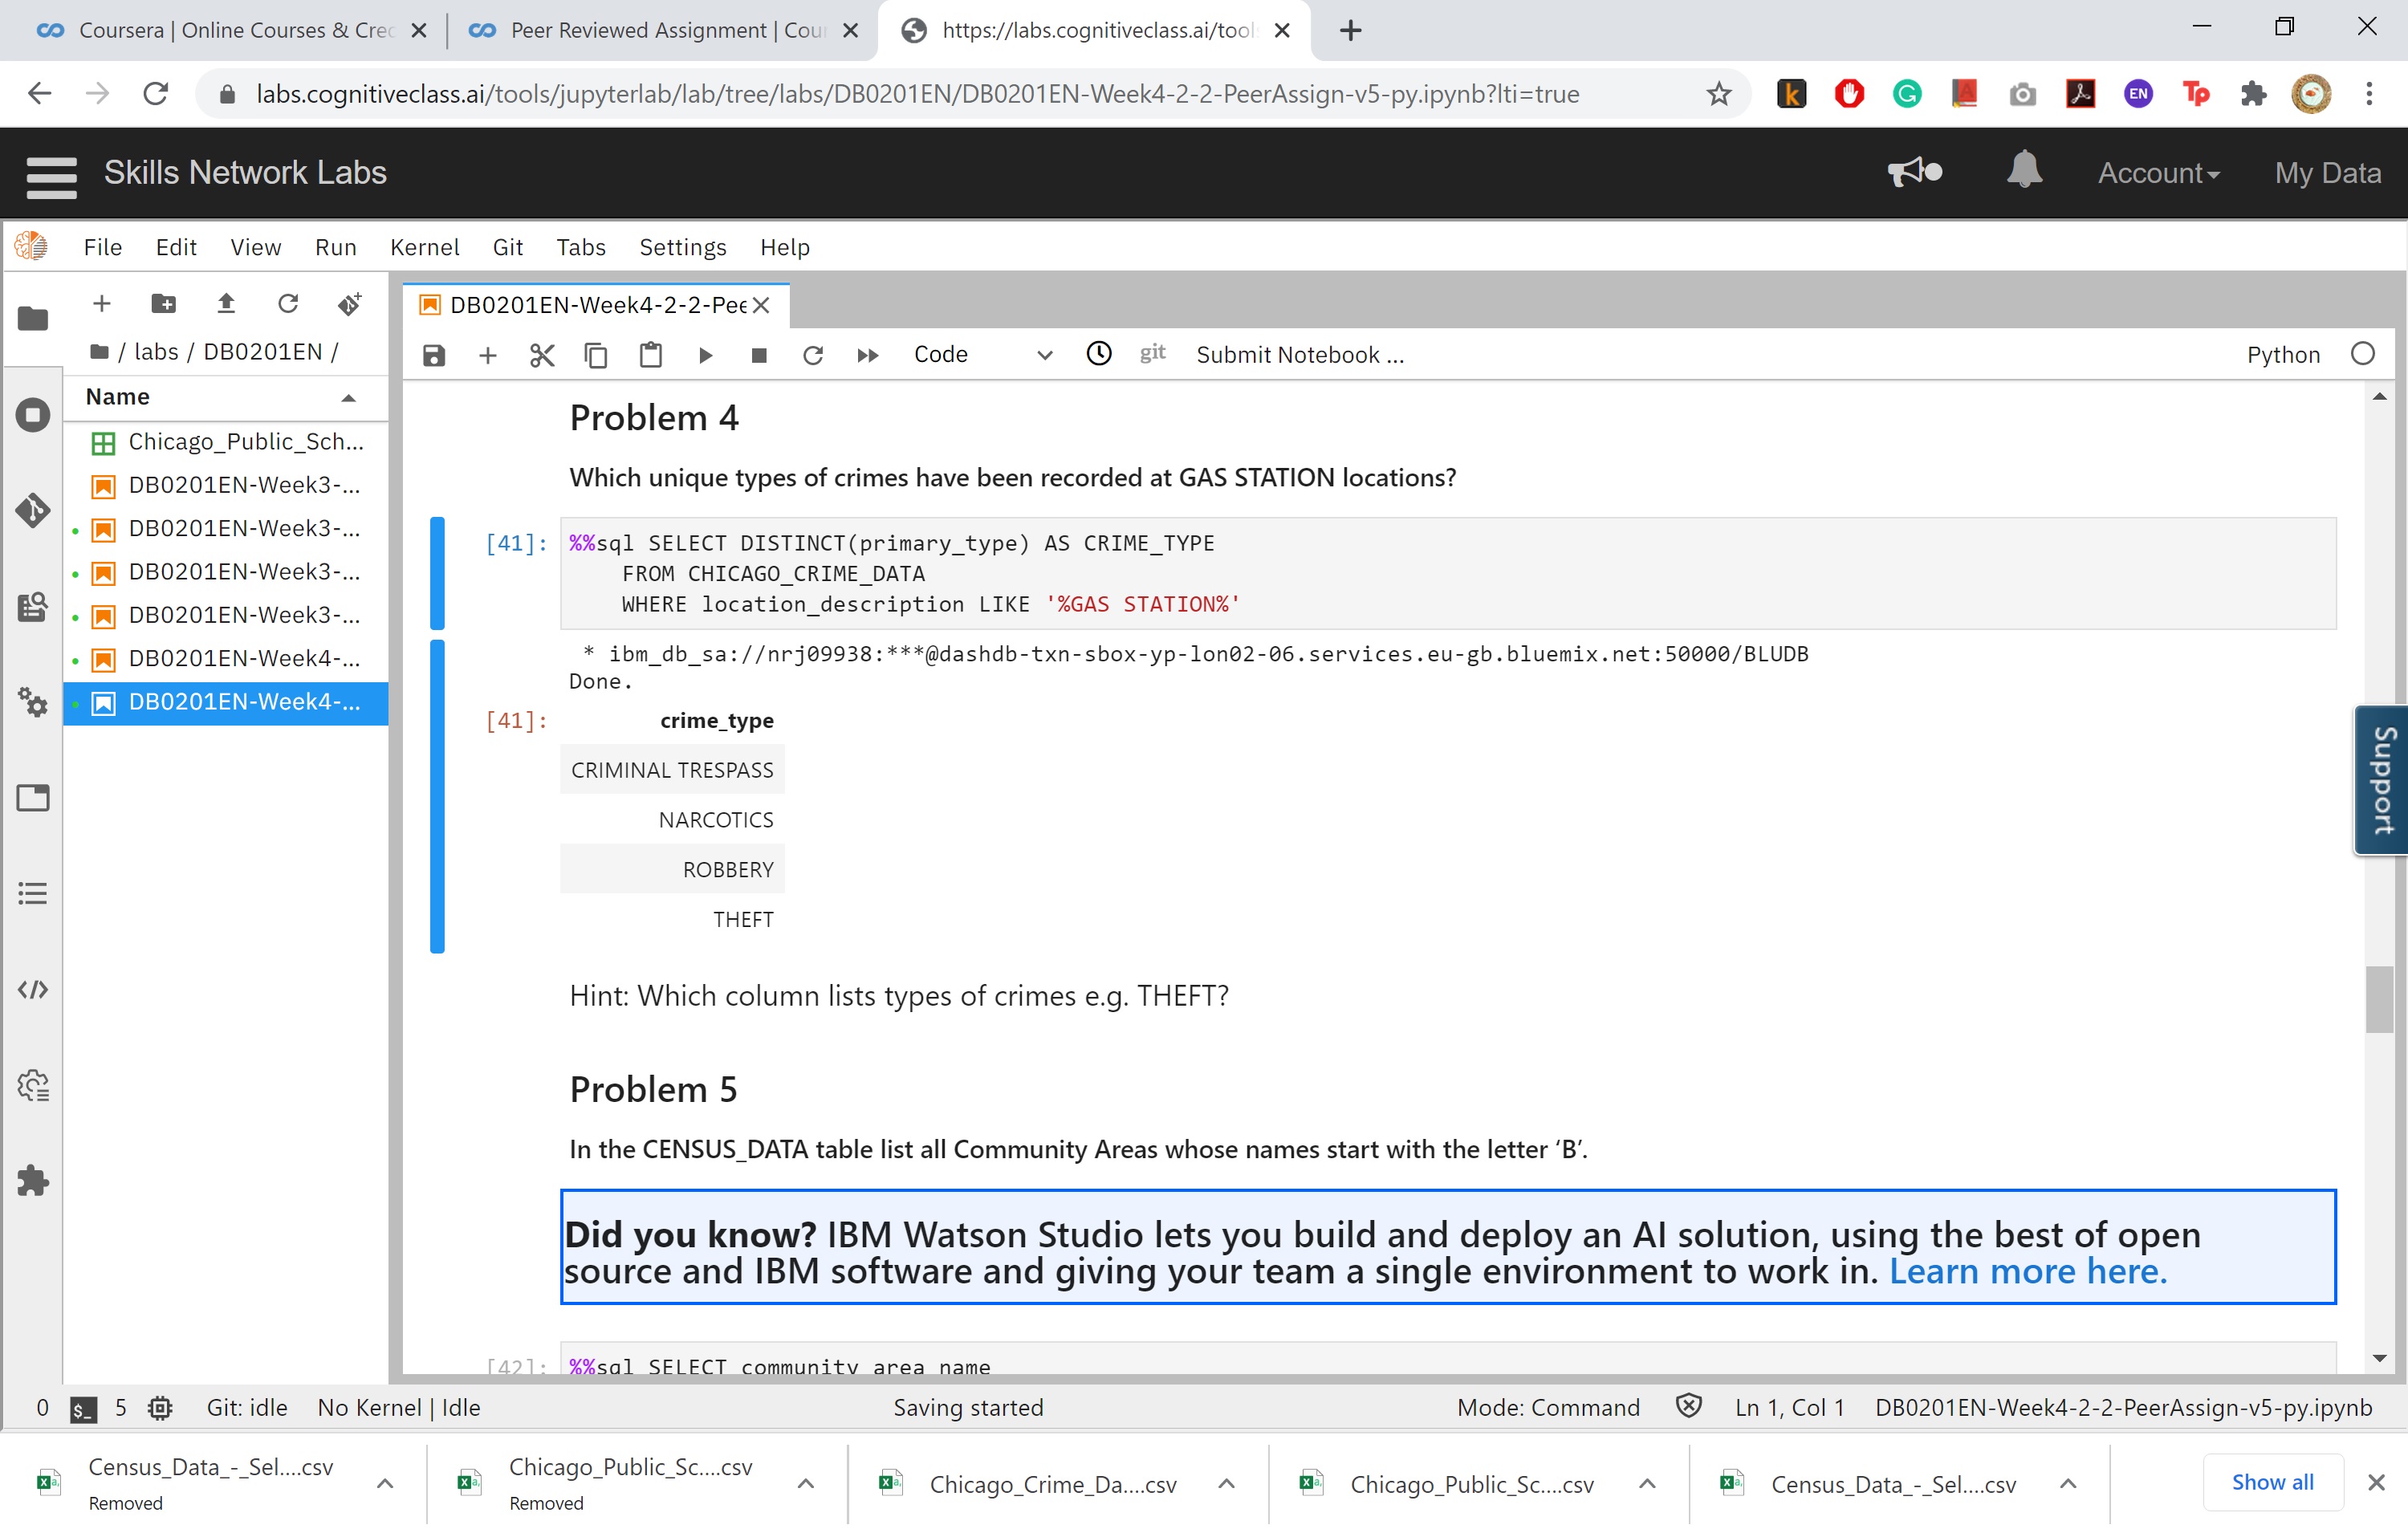 Coursera | Online Courses & Crec
Peer Reviewed Assignment | Cour
https://labs.cognitiveclass.ai/tool
labs.cognitiveclass.ai/tools/jupyterlab/lab/tree/labs/DB0201EN/DB0201EN-Week4-2-2-PeerAssign-v5-py.ipynb?lti=true
k
G
A
EN
Tp
Skills Network Labs
Account
My Data
File Edit View Run Kernel Git Tabs Settings Help
DB0201EN-Week4-2-2-Pee
/ labs / DB0201EN /
Code
git
Submit Notebook ...
Python
Name
Chicago_Public_Sch...
DB0201EN-Week3-...
DB0201EN-Week3-...
DB0201EN-Week3-...
DB0201EN-Week3-...
DB0201EN-Week4-...
DB0201EN-Week4-...
Problem 4
Which unique types of crimes have been recorded at GAS STATION locations?
[41]: %%sql SELECT DISTINCT(primary_type) AS CRIME_TYPE
FROM CHICAGO_CRIME_DATA
WHERE location_description LIKE '%GAS STATION%'
* ibm_db_sa://nrj09938:***@dashdb-txn-sbox-yp-lon02-06.services.eu-gb.bluemix.net:50000/BLUDB
Done.
[41]: crime_type
CRIMINAL TRESPASS
NARCOTICS
ROBBERY
THEFT
Hint: Which column lists types of crimes e.g. THEFT?
Problem 5
In the CENSUS_DATA table list all Community Areas whose names start with the letter ‘B’.
Did you know? IBM Watson Studio lets you build and deploy an AI solution, using the best of open
source and IBM software and giving your team a single environment to work in. Learn more here.
[42]: %%sql SELECT community_area_name
Support
0 $_ 5 Git: idle No Kernel | Idle Saving started Mode: Command Ln 1, Col 1 DB0201EN-Week4-2-2-PeerAssign-v5-py.ipynb
Census_Data_-_Sel....csv
Removed
Chicago_Public_Sc....csv
Removed
Chicago_Crime_Da....csv
Chicago_Public_Sc....csv
Census_Data_-_Sel....csv
Show all